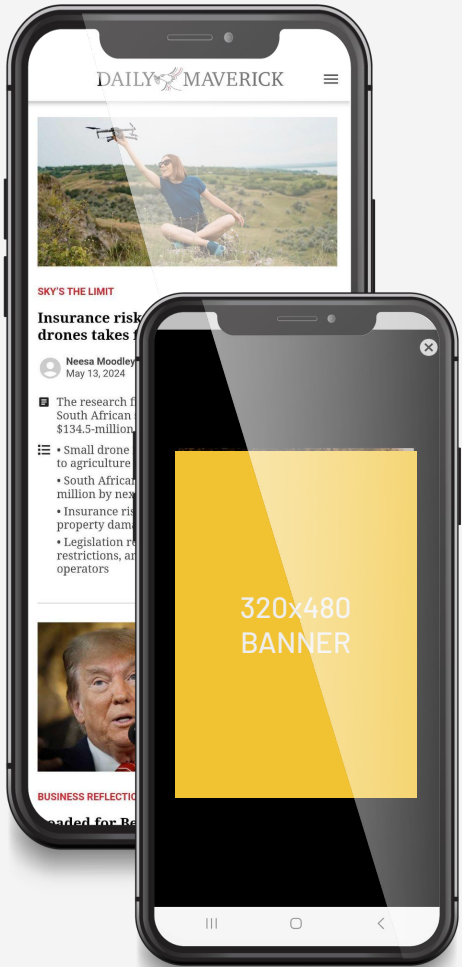 DAILY MAVERICK
SKY'S THE LIMIT
Insurance risk
drones takes
Neesa Moodley
May 13, 2024
The research
South African
$134.5-million
• Small drone
to agriculture
• South African
million by nex
• Insurance ris
property dam
• Legislation re
restrictions, an
operators
BUSINESS REFLECTIO
oaded for Be
320x480
BANNER